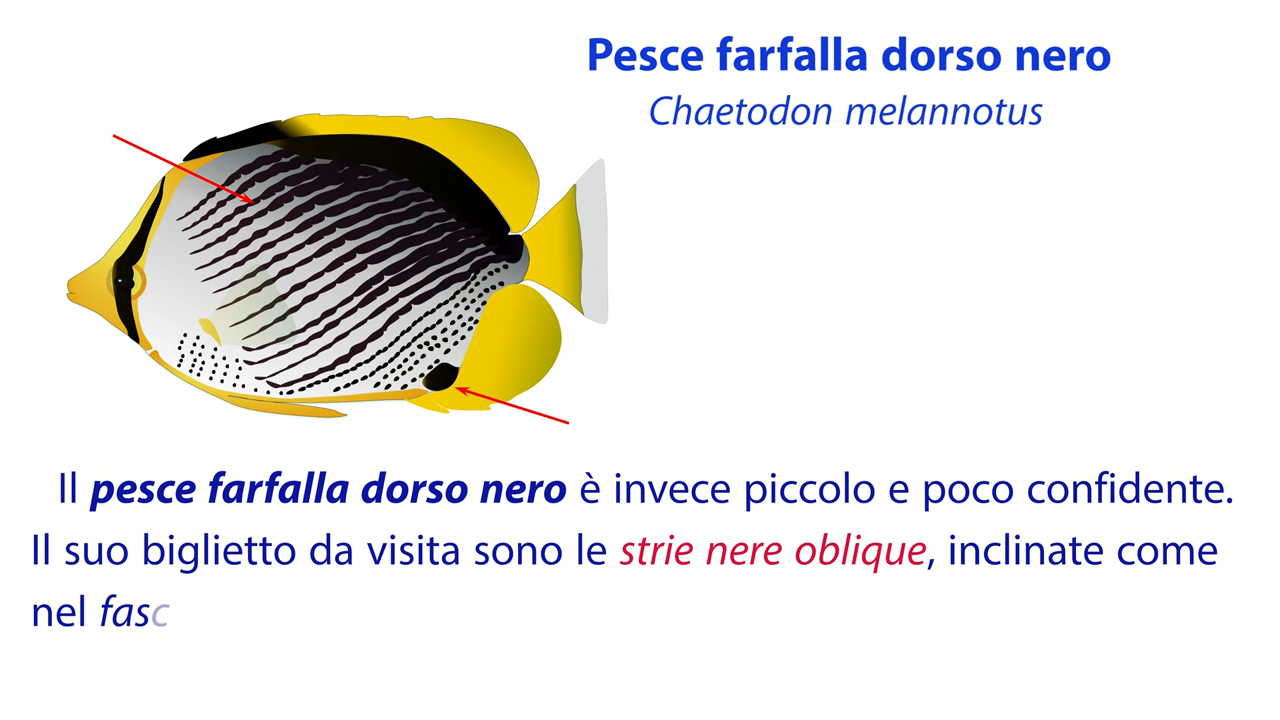 Pesce farfalla dorso nero
Chaetodon melannotus
Il pesce farfalla dorso nero è invece piccolo e poco confidente.
Il suo biglietto da visita sono le strie nere oblique, inclinate come
nel fasc